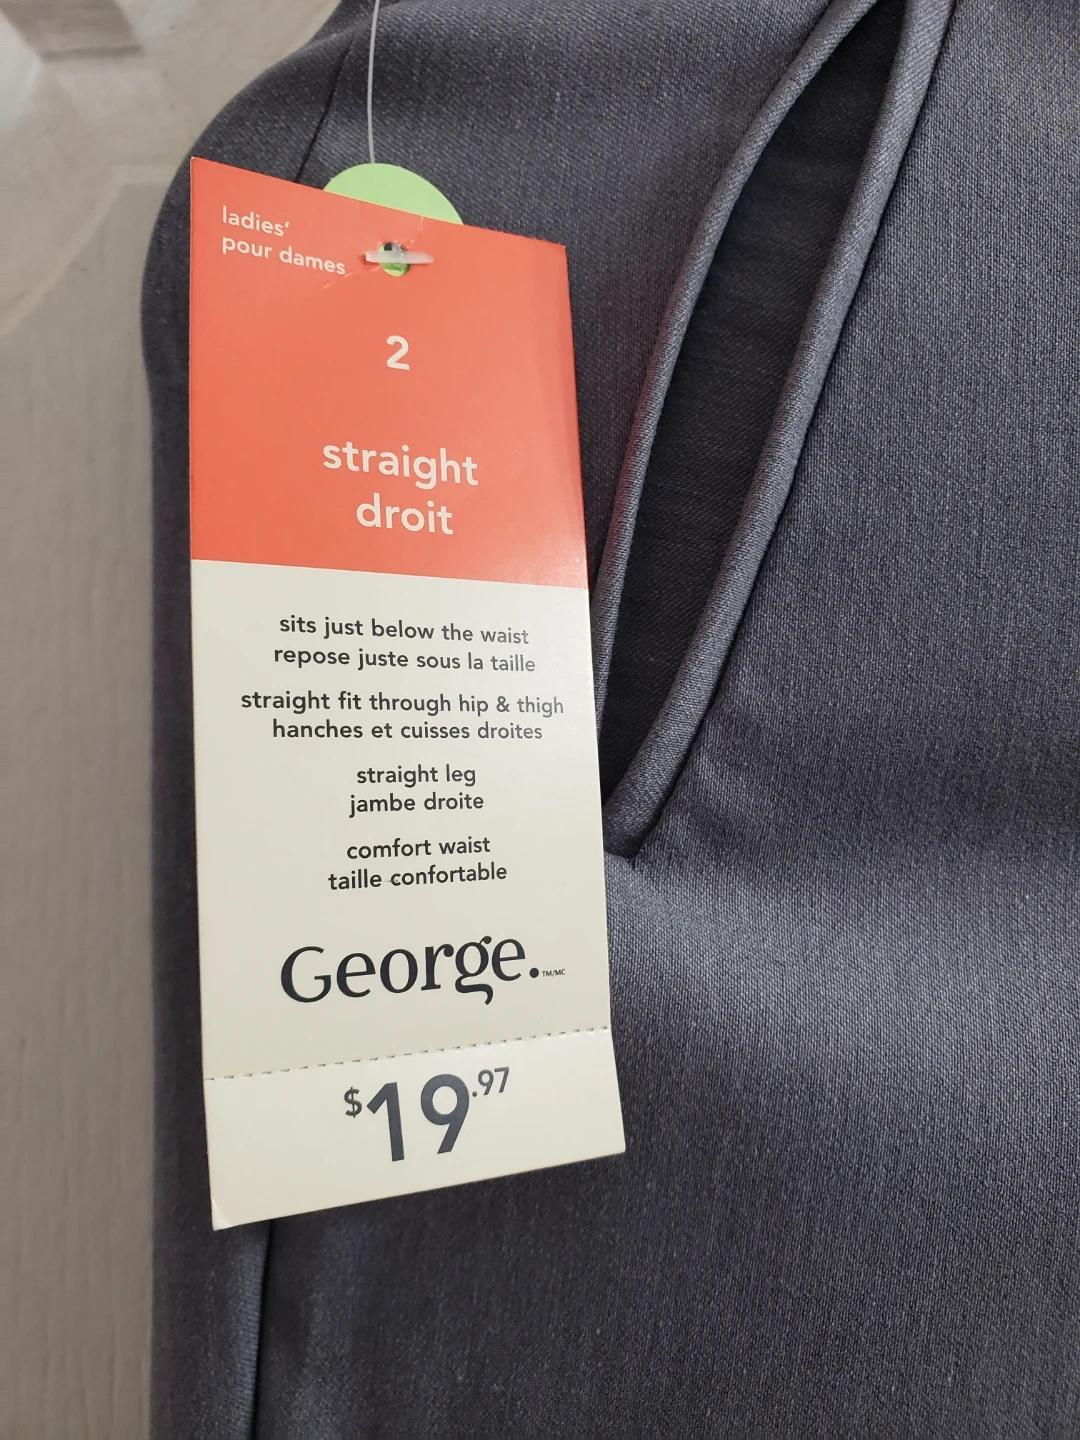 ladies'
pour dames
2
straight
droit
sits just below the waist
repose juste sous la taille
straight fit through hip & thigh
hanches et cuisses droites
straight leg
jambe droite
comfort waist
taille confortable
George.™/MC
$19.97